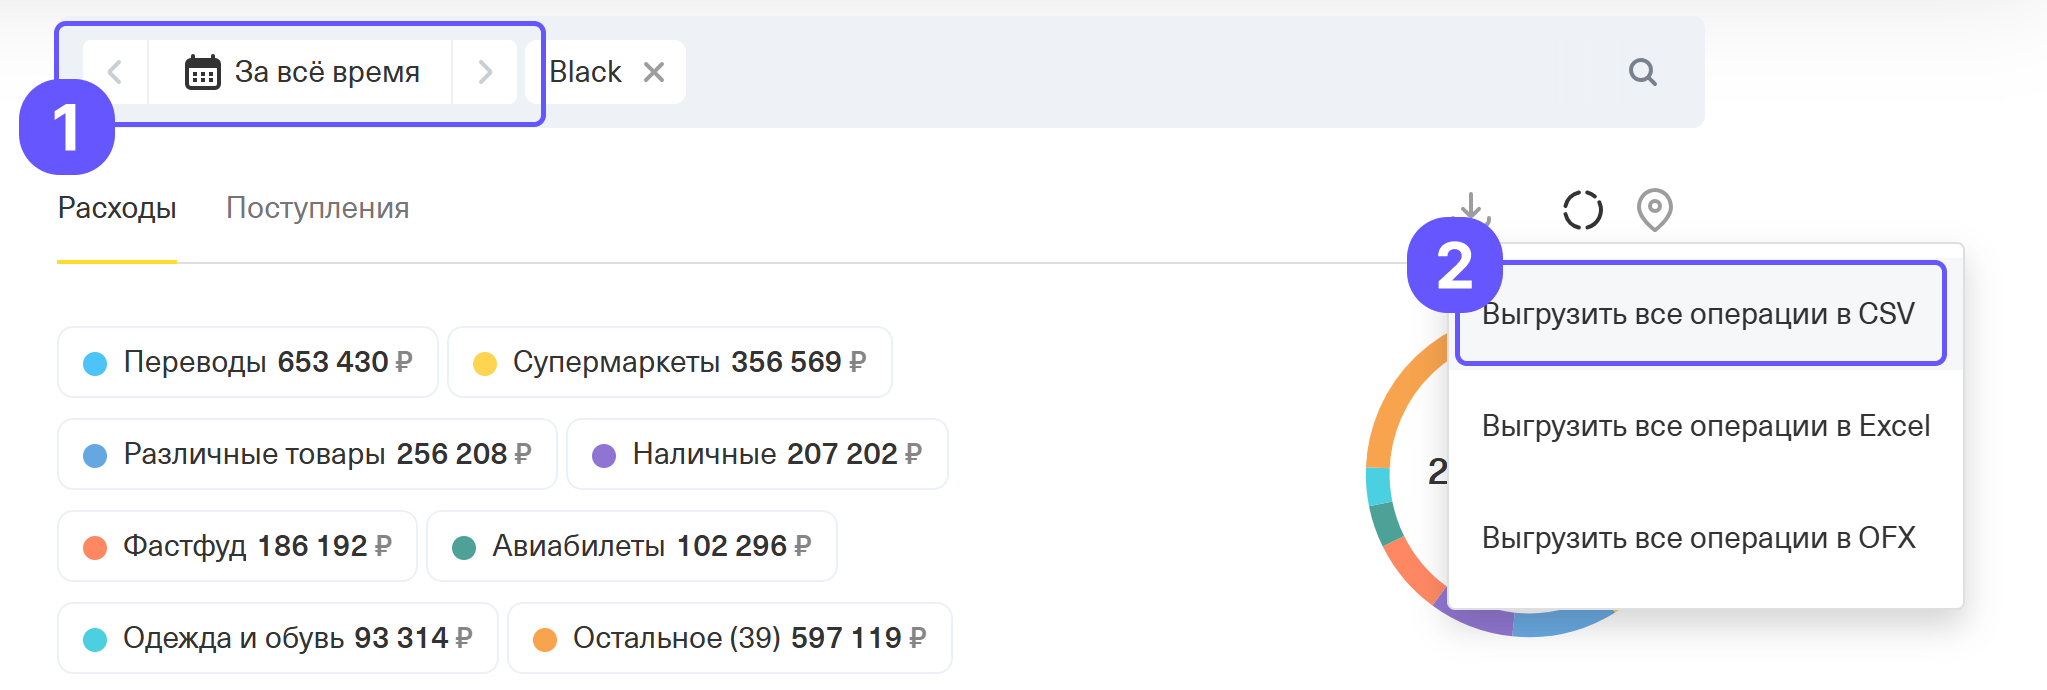 За всё время Black
1
Расходы Поступления
2
Выгрузить все операции в CSV
Переводы 653 430 ₽ Супермаркеты 356 569 ₽
Выгрузить все операции в Excel
Различные товары 256 208 ₽ Наличные 207 202 ₽
2
Выгрузить все операции в OFX
Фастфуд 186 192 ₽ Авиабилеты 102 296 ₽
Одежда и обувь 93 314 ₽ Остальное (39) 597 119 ₽